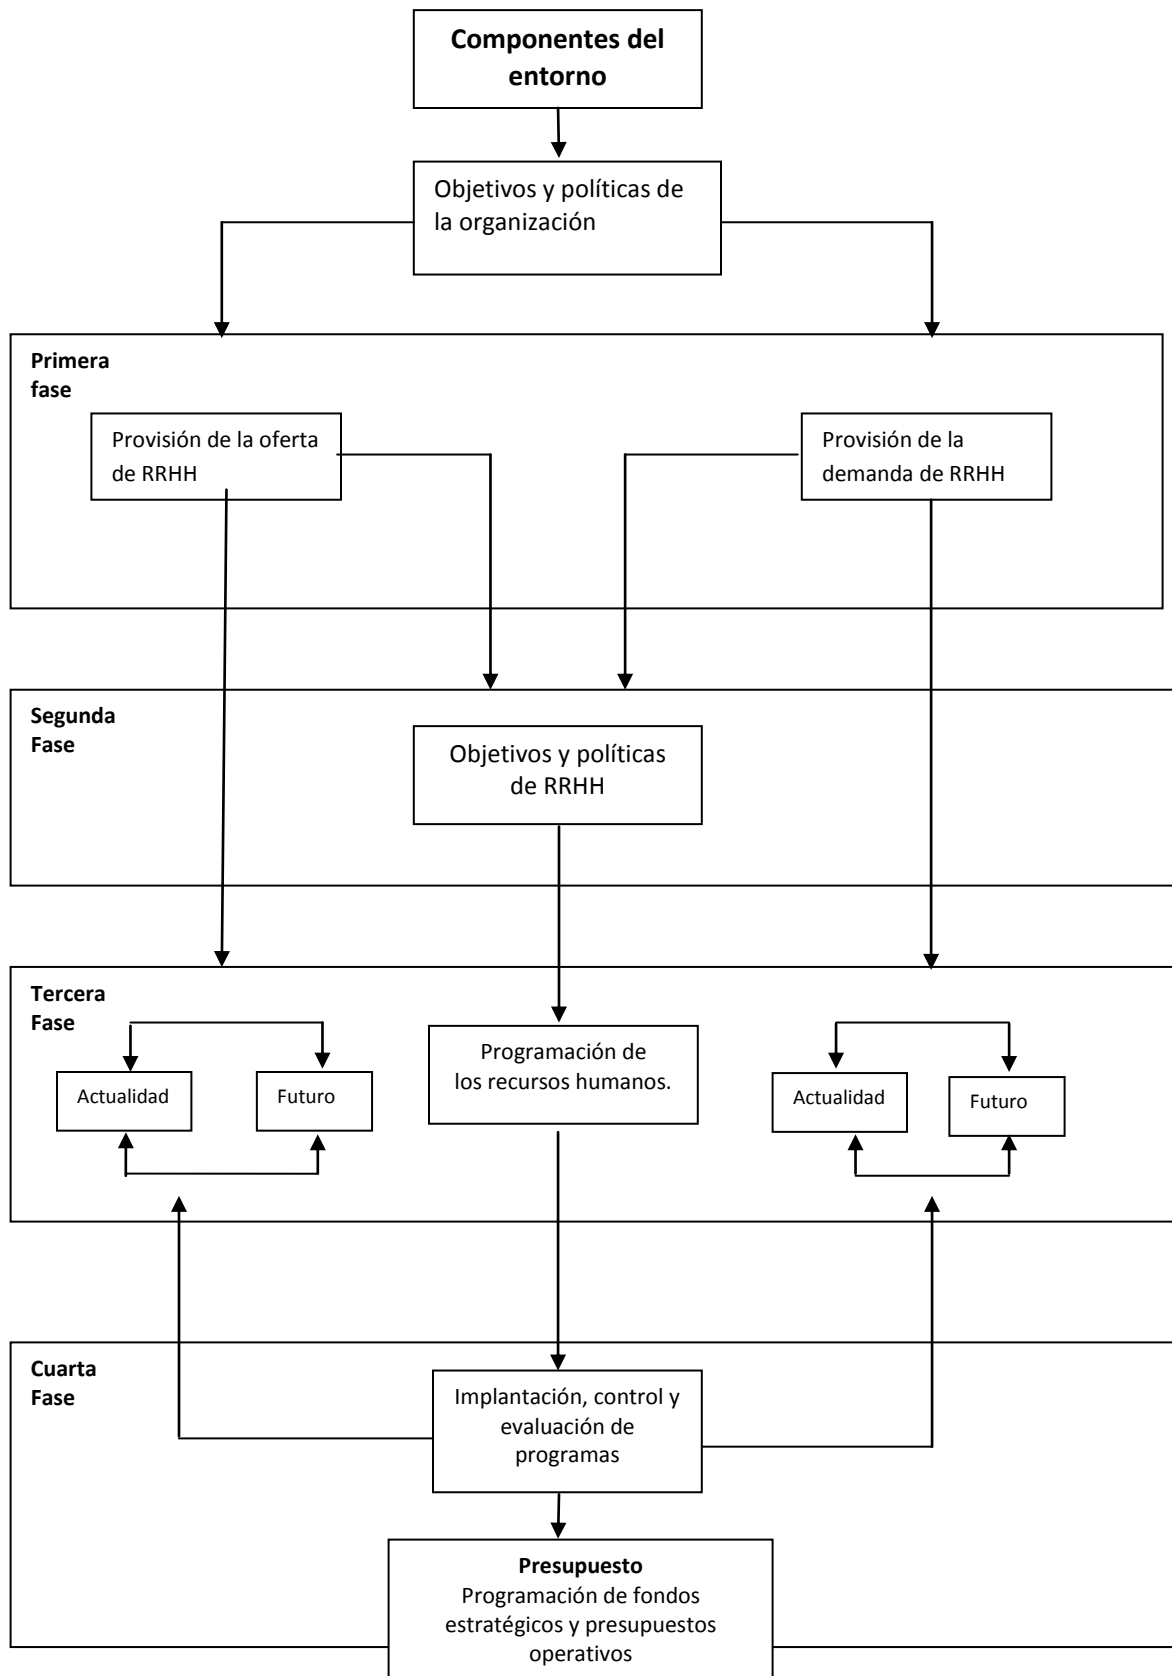 Componentes del
entorno
Objetivos y políticas de
la organización
Primera
fase
Provisión de la oferta
de RRHH
Provisión de la
demanda de RRHH
Segunda
Fase
Objetivos y políticas
de RRHH
Tercera
Fase
Actualidad
Futuro
Programación de
los recursos humanos.
Actualidad
Futuro
Cuarta
Fase
Implantación, control y
evaluación de
programas
Presupuesto
Programación de fondos
estratégicos y presupuestos
operativos